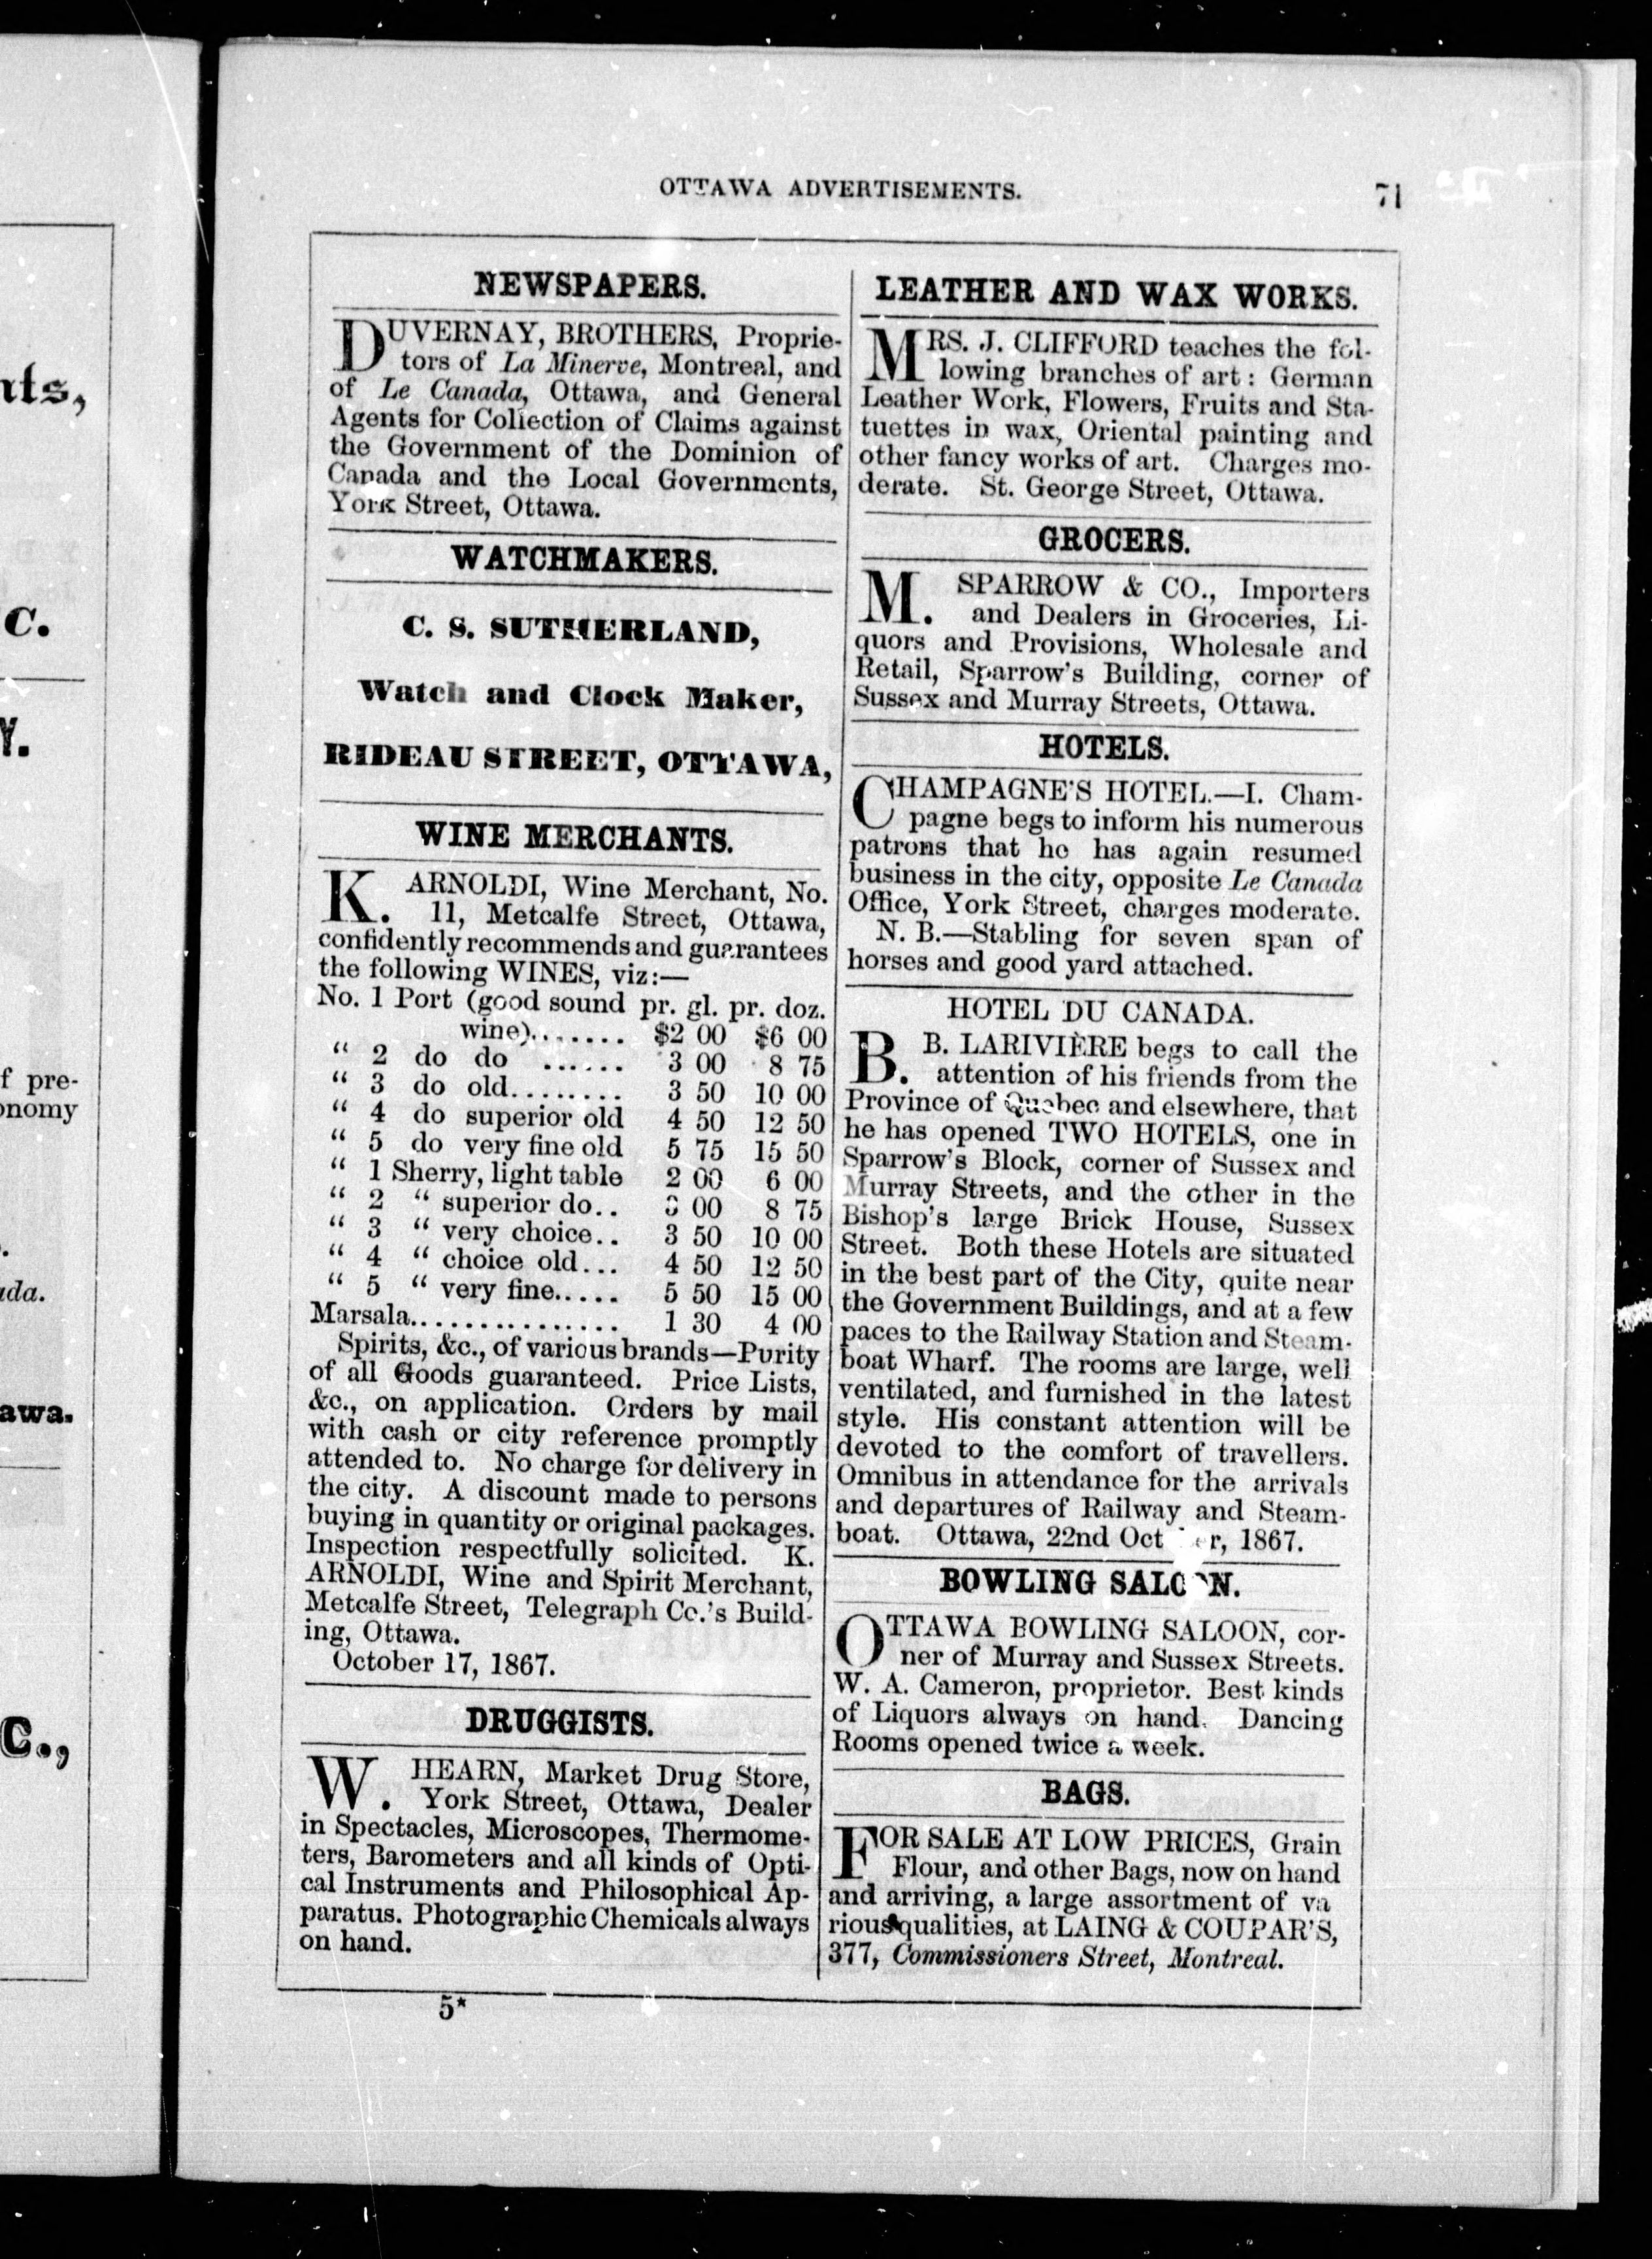 OTTAWA ADVERTISEMENTS. 71
NEWSPAPERS.
DUVERNAY, BROTHERS, Proprie-
tors of La Minerve, Montreal, and
of Le Canada, Ottawa, and General
Agents for Collection of Claims against
the Government of the Dominion of
Canada and the Local Governments,
York Street, Ottawa.
WATCHMAKERS.
C. S. SUTHERLAND,
Watch and Clock Maker,
RIDEAU STREET, OTTAWA,
WINE MERCHANTS.
K. ARNOLDI, Wine Merchant, No.
11, Metcalfe Street, Ottawa,
confidently recommends and guarantees
the following WINES, viz:—
No. 1 Port (good sound pr. gl. pr. doz.
wine)........ $2 00 $6 00
“ 2 do do ...... 3 00 8 75
“ 3 do old........ 3 50 10 00
“ 4 do superior old 4 50 12 50
“ 5 do very fine old 5 75 15 50
“ 1 Sherry, light table 2 00 6 00
“ 2 “ superior do.. 3 00 8 75
“ 3 “ very choice.. 3 50 10 00
“ 4 “ choice old... 4 50 12 50
“ 5 “ very fine..... 5 50 15 00
Marsala............... 1 30 4 00
Spirits, &c., of various brands—Purity
of all Goods guaranteed. Price Lists,
&c., on application. Orders by mail
with cash or city reference promptly
attended to. No charge for delivery in
the city. A discount made to persons
buying in quantity or original packages.
Inspection respectfully solicited. K.
ARNOLDI, Wine and Spirit Merchant,
Metcalfe Street, Telegraph Co.'s Build-
ing, Ottawa.
October 17, 1867.
DRUGGISTS.
W. HEARN, Market Drug Store,
York Street, Ottawa, Dealer
in Spectacles, Microscopes, Thermome-
ters, Barometers and all kinds of Opti-
cal Instruments and Philosophical Ap-
paratus. Photographic Chemicals always
on hand.
5*
LEATHER AND WAX WORKS.
MRS. J. CLIFFORD teaches the fol-
lowing branches of art: German
Leather Work, Flowers, Fruits and Sta-
tuettes in wax, Oriental painting and
other fancy works of art. Charges mo-
derate. St. George Street, Ottawa.
GROCERS.
M. SPARROW & CO., Importers
and Dealers in Groceries, Li-
quors and Provisions, Wholesale and
Retail, Sparrow's Building, corner of
Sussex and Murray Streets, Ottawa.
HOTELS.
CHAMPAGNE'S HOTEL.—I. Cham-
pagne begs to inform his numerous
patrons that he has again resumed
business in the city, opposite Le Canada
Office, York Street, charges moderate.
N. B.—Stabling for seven span of
horses and good yard attached.
HOTEL DU CANADA.
B. B. LARIVIÈRE begs to call the
attention of his friends from the
Province of Quebec and elsewhere, that
he has opened TWO HOTELS, one in
Sparrow's Block, corner of Sussex and
Murray Streets, and the other in the
Bishop's large Brick House, Sussex
Street. Both these Hotels are situated
in the best part of the City, quite near
the Government Buildings, and at a few
paces to the Railway Station and Steam-
boat Wharf. The rooms are large, well
ventilated, and furnished in the latest
style. His constant attention will be
devoted to the comfort of travellers.
Omnibus in attendance for the arrivals
and departures of Railway and Steam-
boat. Ottawa, 22nd October, 1867.
BOWLING SALOON.
OTTAWA BOWLING SALOON, cor-
ner of Murray and Sussex Streets.
W. A. Cameron, proprietor. Best kinds
of Liquors always on hand. Dancing
Rooms opened twice a week.
BAGS.
FOR SALE AT LOW PRICES, Grain
Flour, and other Bags, now on hand
and arriving, a large assortment of va
rious qualities, at LAING & COUPAR'S,
377, Commissioners Street, Montreal.